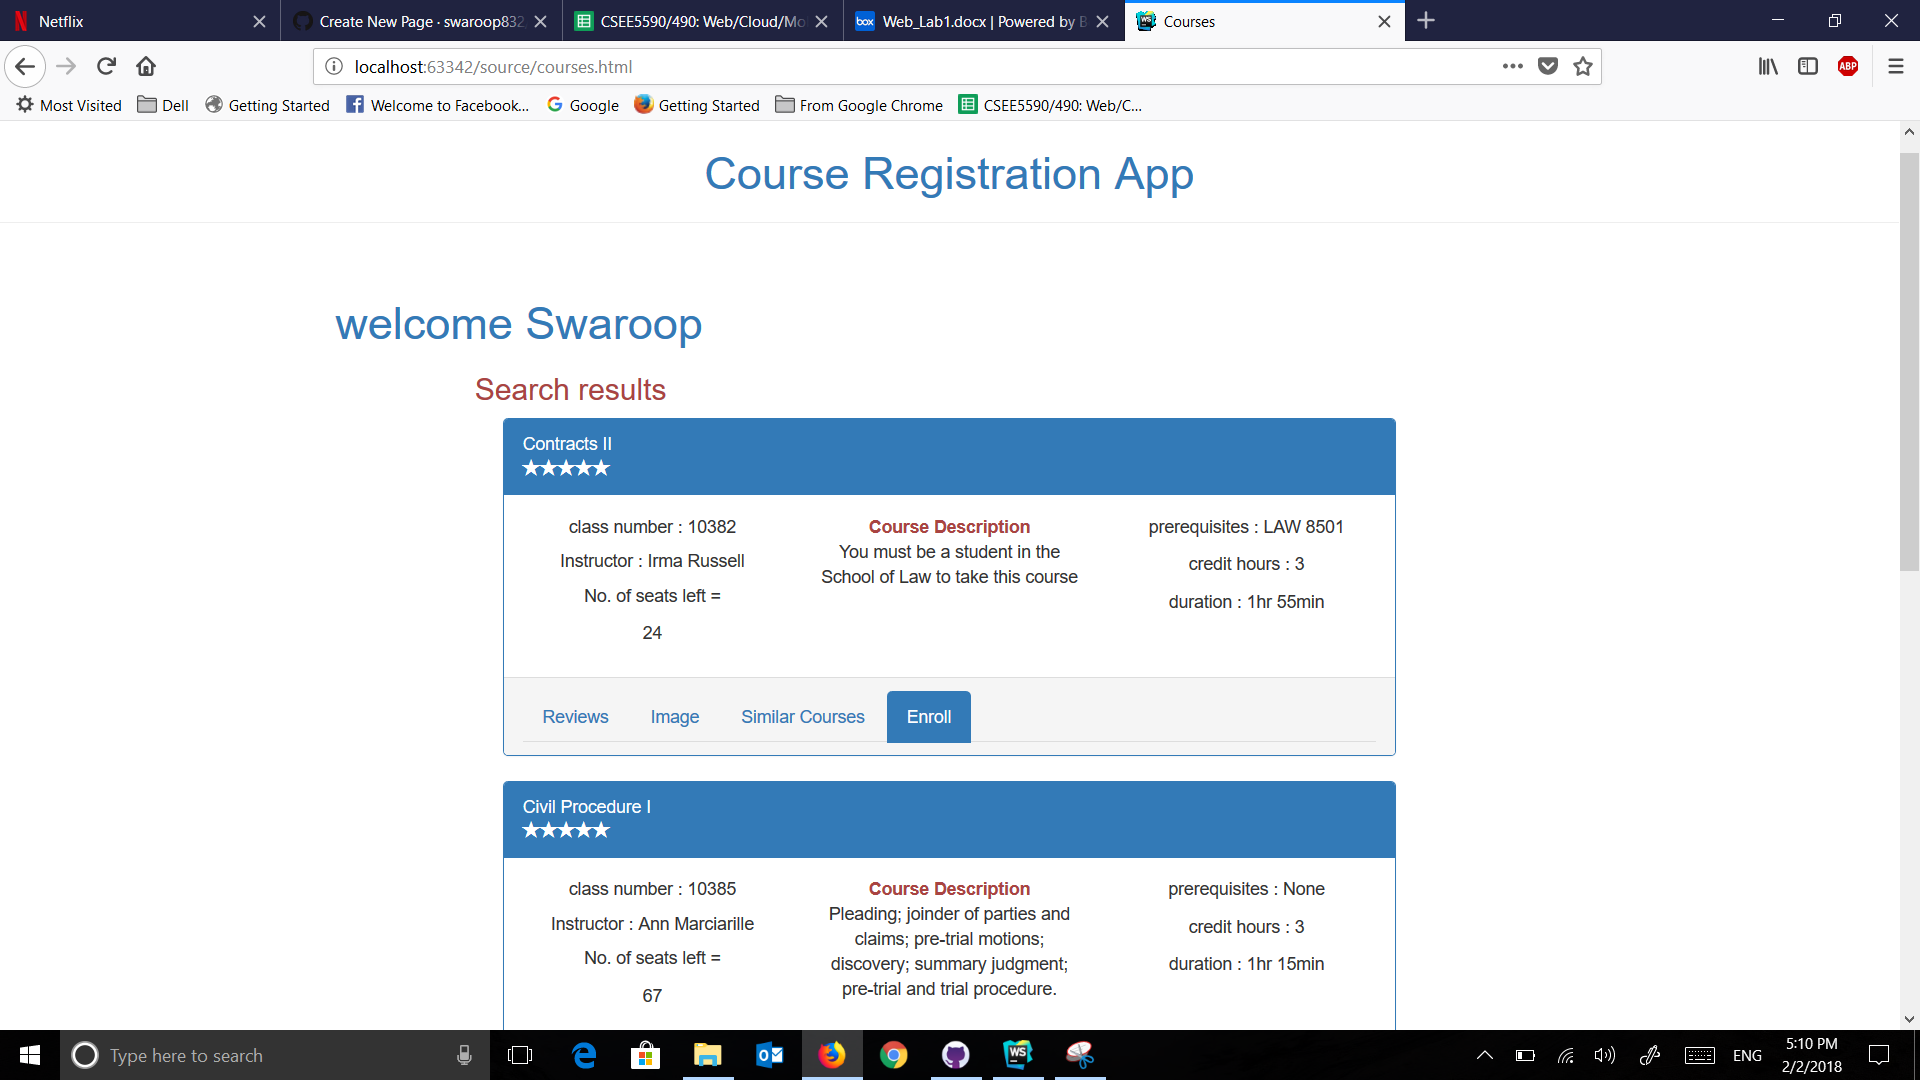 Netflix
Create New Page · swaroop832
CSEE5590/490: Web/Cloud/Mo
Web_Lab1.docx | Powered by B
Courses
localhost:63342/source/courses.html
ABP
Most Visited
Dell
Getting Started
Welcome to Facebook...
Google
Getting Started
From Google Chrome
CSEE5590/490: Web/C...
Course Registration App
welcome Swaroop
Search results
Contracts II
★★★★★
class number : 10382
Instructor : Irma Russell
No. of seats left =
24
Course Description
You must be a student in the
School of Law to take this course
prerequisites : LAW 8501
credit hours : 3
duration : 1hr 55min
Reviews
Image
Similar Courses
Enroll
Civil Procedure I
★★★★★
class number : 10385
Instructor : Ann Marciarille
No. of seats left =
67
Course Description
Pleading; joinder of parties and
claims; pre-trial motions;
discovery; summary judgment;
pre-trial and trial procedure.
prerequisites : None
credit hours : 3
duration : 1hr 15min
Type here to search
ENG
5:10 PM
2/2/2018